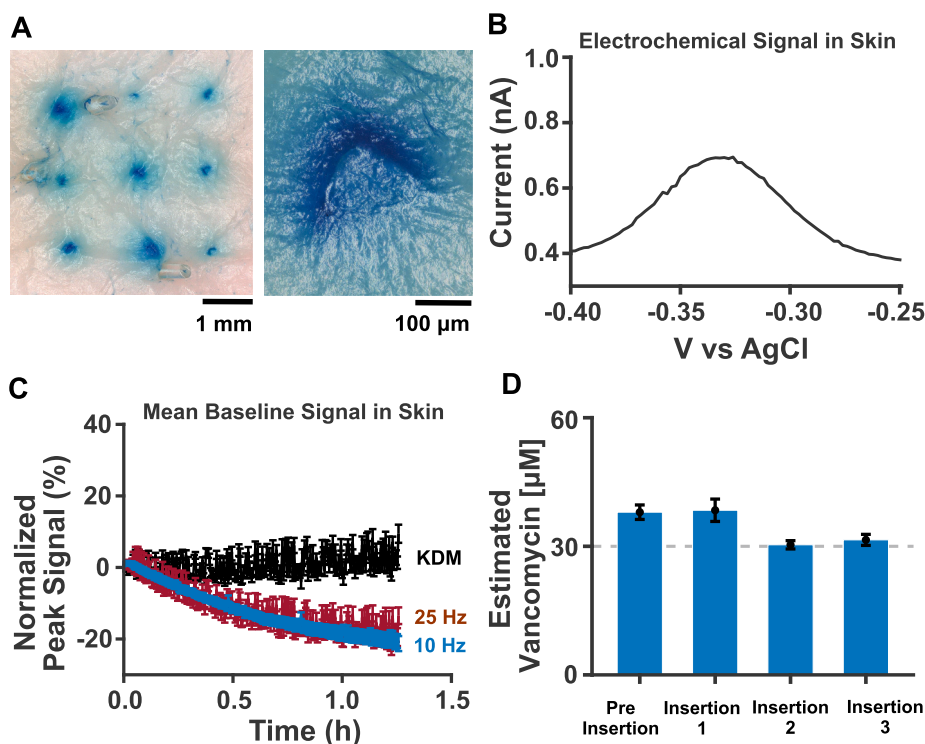 A
1 mm
100 µm
B
Electrochemical Signal in Skin
Current (nA)
1.0
0.8
0.6
0.4
-0.40
-0.35
-0.30
-0.25
V vs AgCl
C
Mean Baseline Signal in Skin
Normalized
Peak Signal (%)
40
20
0
-20
KDM
25 Hz
10 Hz
0.0
0.5
1.0
1.5
Time (h)
D
Estimated
Vancomycin [µM]
60
30
0
Pre
Insertion
Insertion
1
Insertion
2
Insertion
3